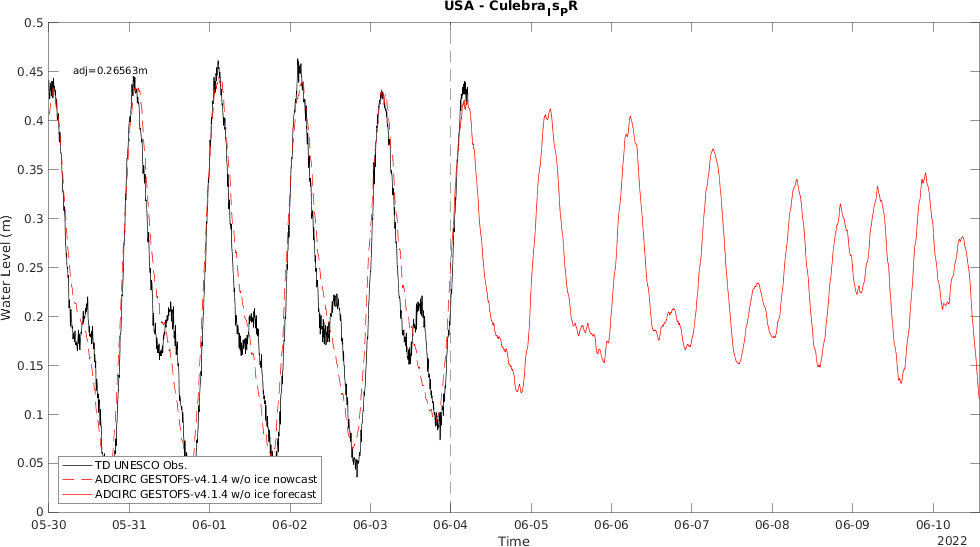 USA - CulebraIsPR
0.5
0.45
0.4
0.35
0.3
0.25
0.2
0.15
0.1
0.05
0
Water Level (m)
adj=0.26563m
TD UNESCO Obs.
ADCIRC GESTOFS-v4.1.4 w/o ice nowcast
ADCIRC GESTOFS-v4.1.4 w/o ice forecast
05-30 05-31 06-01 06-02 06-03 06-04 06-05 06-06 06-07 06-08 06-09 06-10
Time
2022